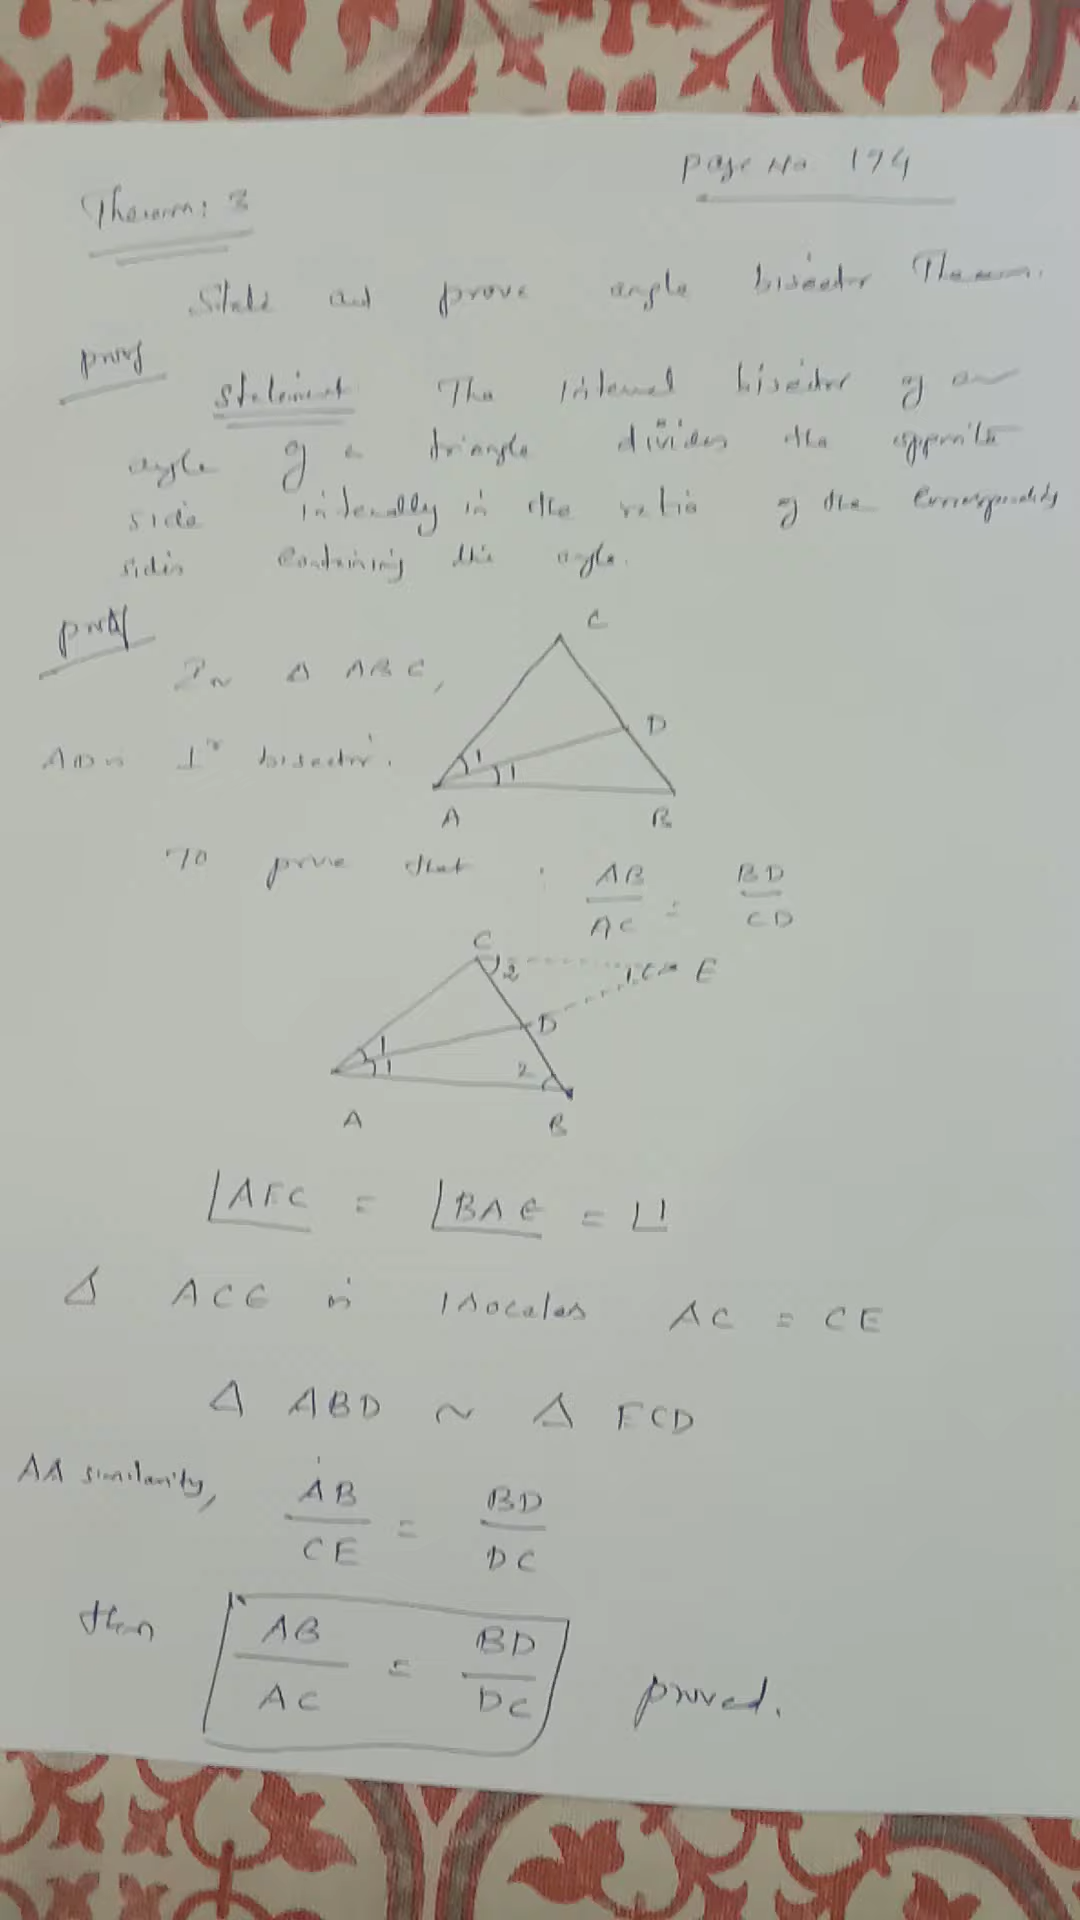 Page No 174
Theorem: 3
State and prove angle bisector Theorem.
proof
Statement The internal bisector of an
angle of a triangle divides the opposite
side internally in the ratio of the corresponding
sides containing the angle.
proof
In Δ ABC,
C
D
1
1
A
B
AD is ⊥r bisector.
To prove that : AB/AC = BD/CD
C
2
E
D
1
1
2
A
B
∠AEC = ∠BAE = ∠1
Δ ACE is isoceles AC = CE
Δ ABD ~ Δ ECD
AA similarity, AB/CE = BD/DC
then AB/AC = BD/DC proved.